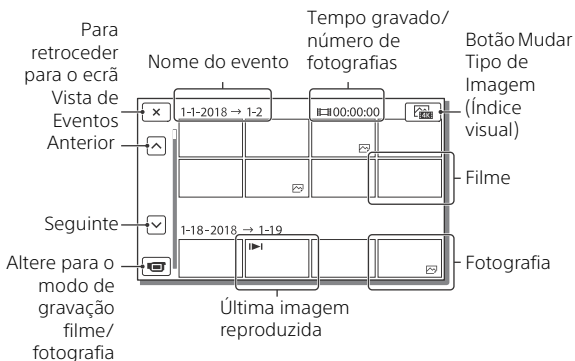 Para
retroceder
para o ecrã
Vista de
Eventos
Nome do evento
Tempo gravado/
número de
fotografias
Botão Mudar
Tipo de
Imagem
(Índice
visual)
1-1-2018 → 1-2
00:00:00
4K
Anterior
Filme
Seguinte
1-18-2018 → 1-19
Altere para o
modo de
gravação
filme/
fotografia
Última imagem
reproduzida
Fotografia